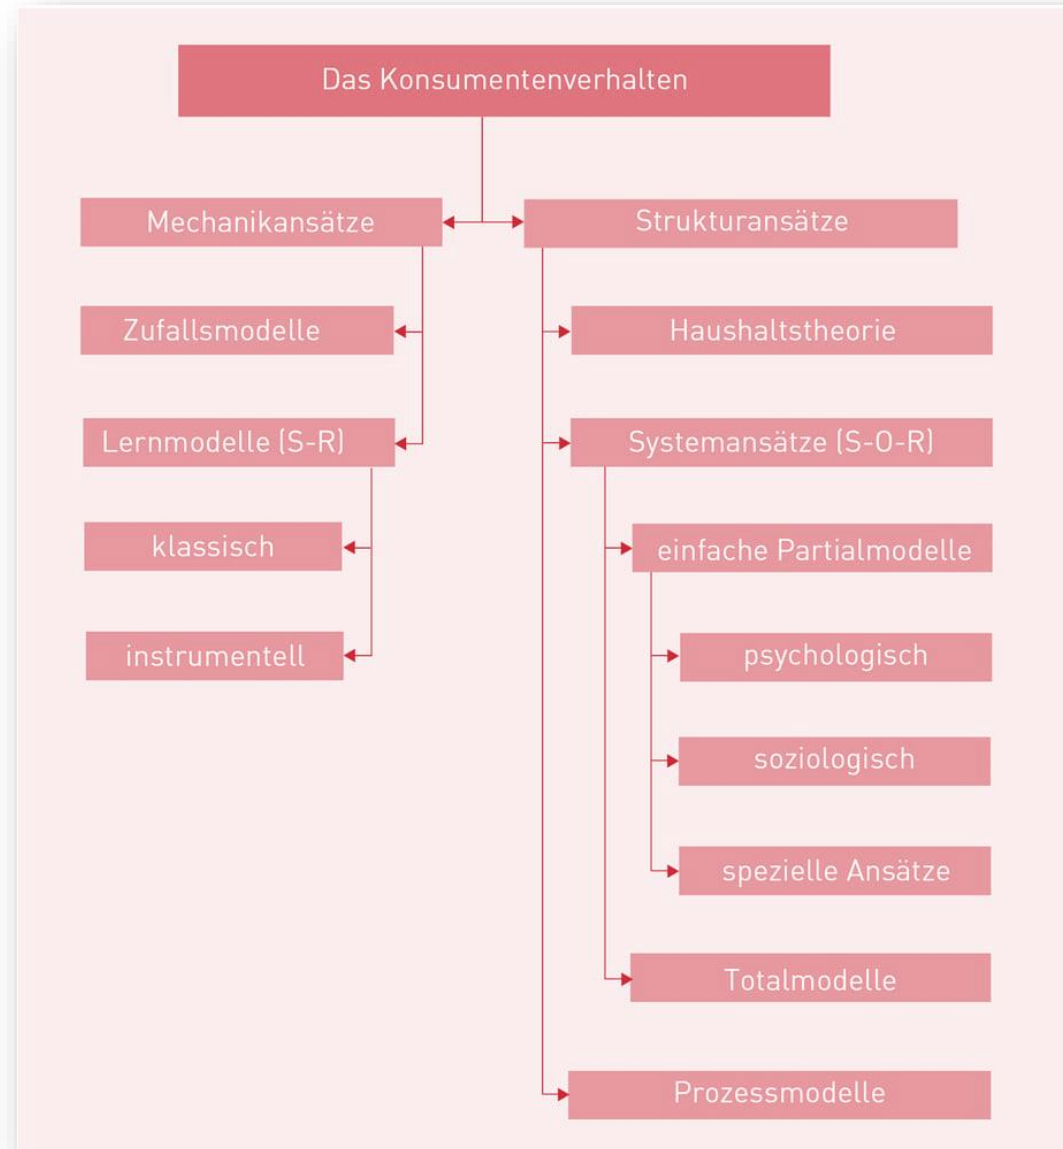 Das Konsumentenverhalten
Mechanikansätze
Strukturansätze
Zufallsmodelle
Haushaltstheorie
Lernmodelle (S-R)
Systemansätze (S-O-R)
klassisch
einfache Partialmodelle
instrumentell
psychologisch
soziologisch
spezielle Ansätze
Totalmodelle
Prozessmodelle